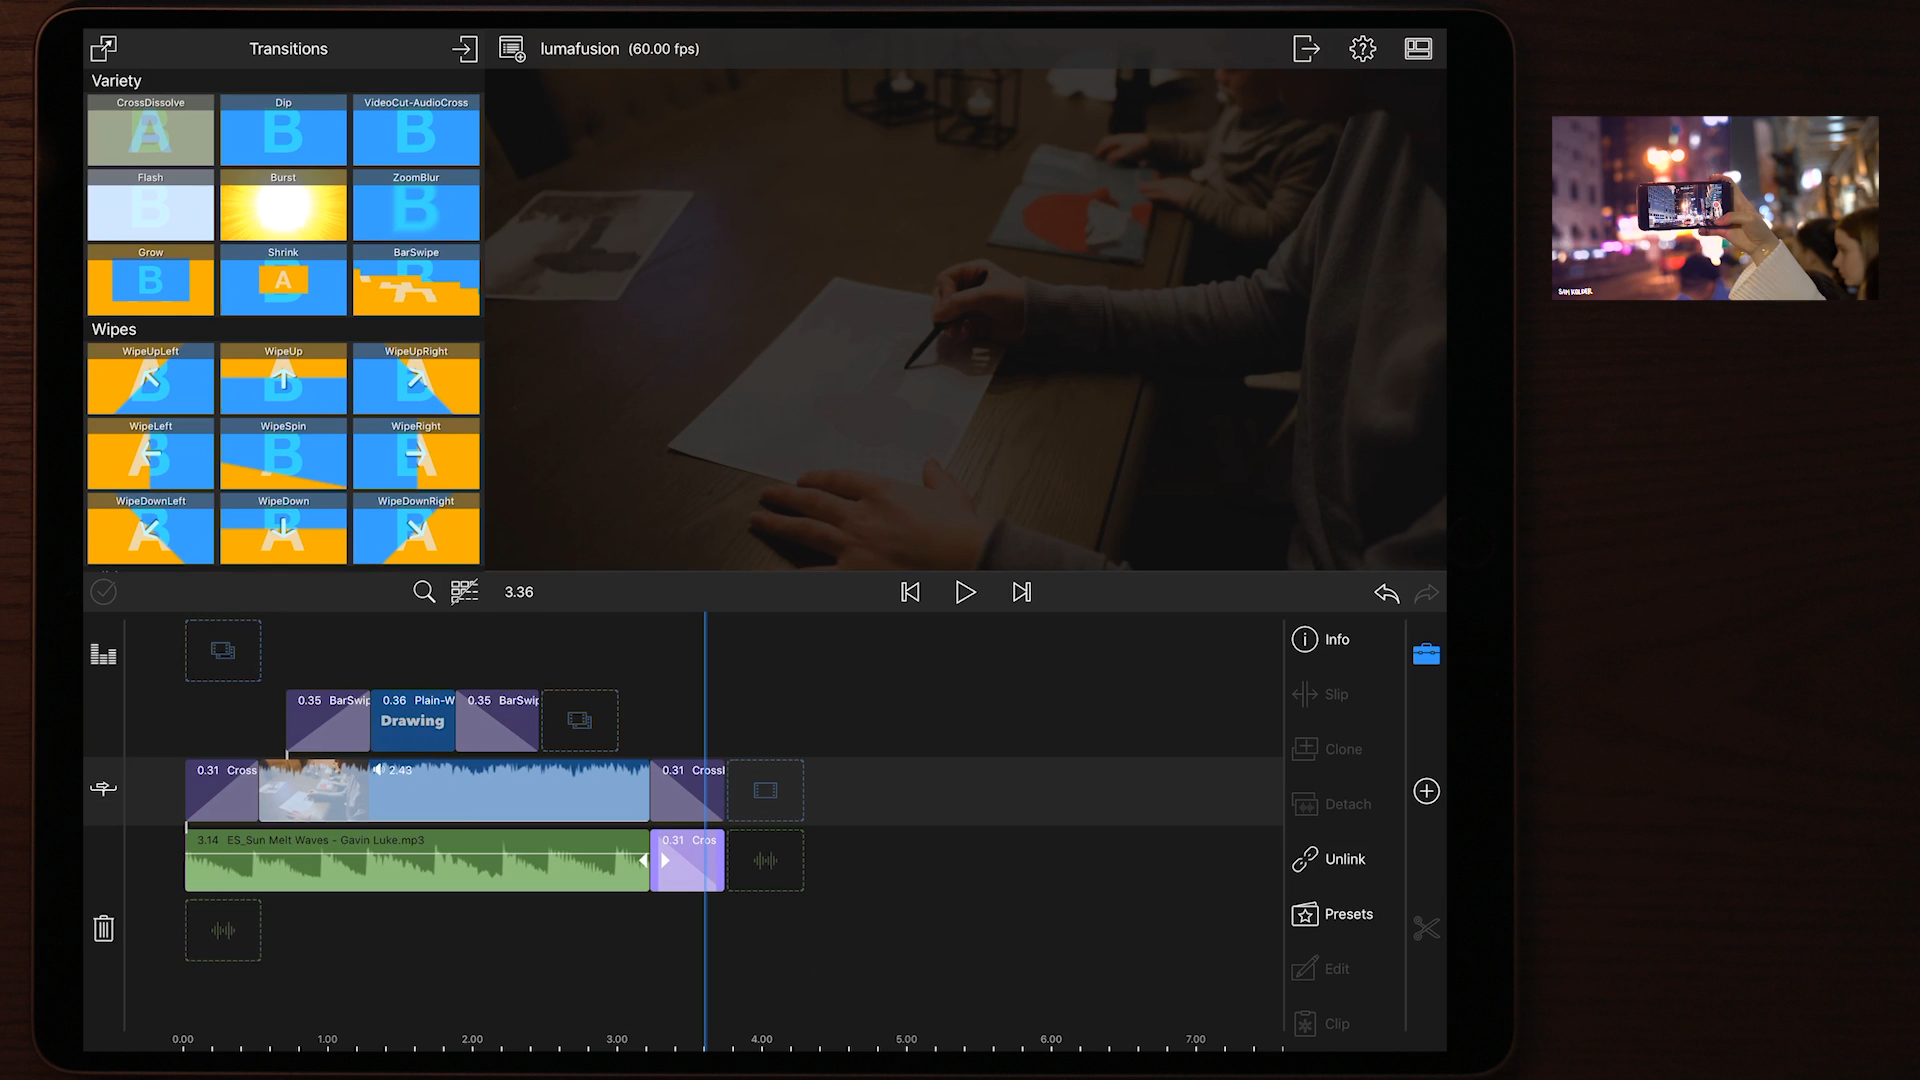 Transitions
lumafusion (60.00 fps)
Variety
CrossDissolve
Dip
VideoCut-AudioCross
A
B
B
Flash
Burst
ZoomBlur
B
B
Grow
Shrink
BarSwipe
B
A
Wipes
WipeUpLeft
WipeUp
WipeUpRight
WipeLeft
WipeSpin
WipeRight
WipeDownLeft
WipeDown
WipeDownRight
3.36
Info
Slip
Clone
Detach
Unlink
Presets
Edit
Clip
0.35 BarSwip
0.36 Plain-W
0.35 BarSwip
Drawing
0.31 Cross
2.43
0.31 Crossl
3.14 ES_Sun Melt Waves - Gavin Luke.mp3
0.31 Cros
0.00 1.00 2.00 3.00 4.00 5.00 6.00 7.00
SAM KOLDER